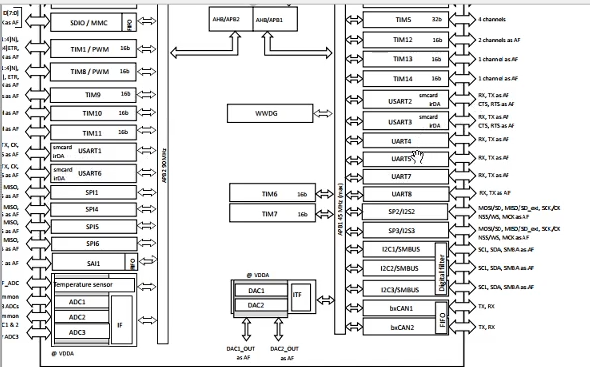 D[7:0]
K as AF
SDIO / MMC
FIFO
TIM1 / PWM 16b
TIM8 / PWM 16b
TIM9 16b
TIM10 16b
TIM11 16b
smcard
irDA
USART1
smcard
irDA
USART6
SPI1
SPI4
SPI5
SPI6
SAI1
FIFO
Temperature sensor
ADC1
ADC2
ADC3
IF
@ VDDA
1:4]N,
4]ETR,
as AF
1:4]N,
], ETR,
as AF
s as AF
as AF
as AF
TX, CK,
S as AF
TX, CK,
S as AF
MISO,
S as AF
MISO,
S as AF
MISO,
S as AF
MISO,
S as AF
K as AF
F_ADC
mmon
3 ADCs
mmon
C1 & 2
ADC3
APB2 90 MHz
AHB/APB2
AHB/APB1
WWDG
TIM6 16b
TIM7 16b
@ VDDA
DAC1
DAC2
ITF
DAC1_OUT
as AF
DAC2_OUT
as AF
APB1 45 MHz (max)
TIM5 32b
4 channels
TIM12 16b
2 channels as AF
TIM13 16b
1 channel as AF
TIM14 16b
1 channel as AF
USART2
smcard
irDA
RX, TX as AF
CTS, RTS as AF
USART3
smcard
irDA
RX, TX as AF
CTS, RTS as AF
UART4
RX, TX as AF
UART5
RX, TX as AF
UART7
RX, TX as AF
UART8
RX, TX as AF
SP2/I2S2
MOSI/SD, MISO/SD_ext, SCK/CK
NSS/WS, MCK as AF
SP3/I2S3
MOSI/SD, MISO/SD_ext, SCK/CK
NSS/WS, MCK as AF
I2C1/SMBUS
SCL, SDA, SMBA as AF
I2C2/SMBUS
SCL, SDA, SMBA as AF
I2C3/SMBUS
SCL, SDA, SMBA as AF
Digital filter
bxCAN1
TX, RX
bxCAN2
TX, RX
FIFO